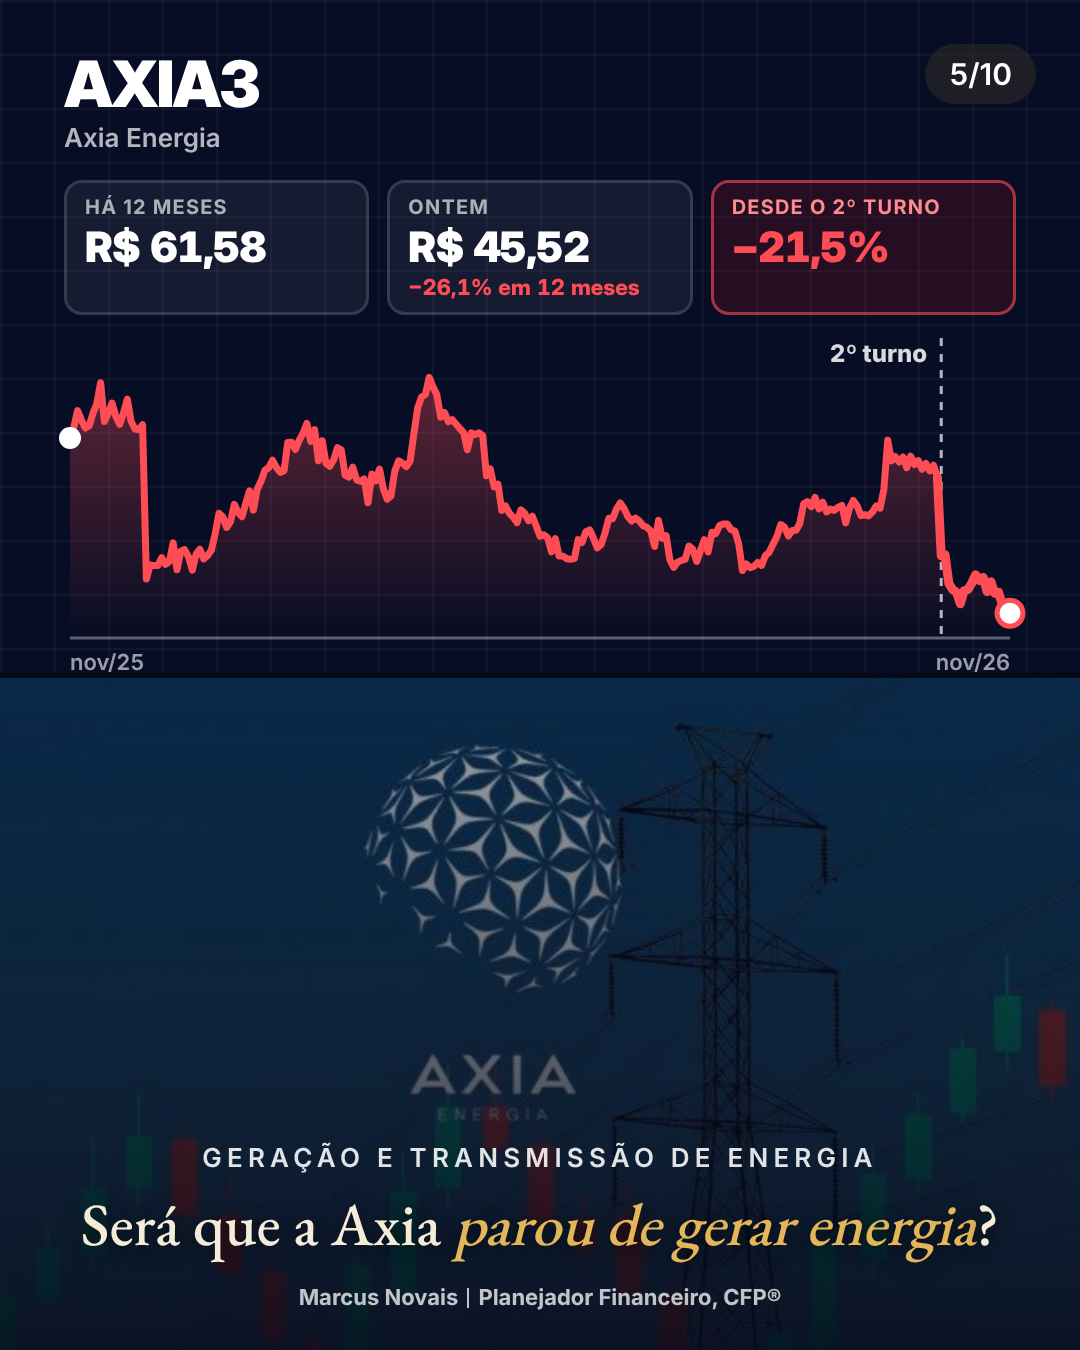 AXIA3
5/10
Axia Energia
HÁ 12 MESES
R$ 61,58
ONTEM
R$ 45,52
−26,1% em 12 meses
DESDE O 2º TURNO
−21,5%
2º turno
nov/25
nov/26
AXIA
ENERGIA
GERAÇÃO E TRANSMISSÃO DE ENERGIA
Será que a Axia parou de gerar energia?
Marcus Novais | Planejador Financeiro, CFP®